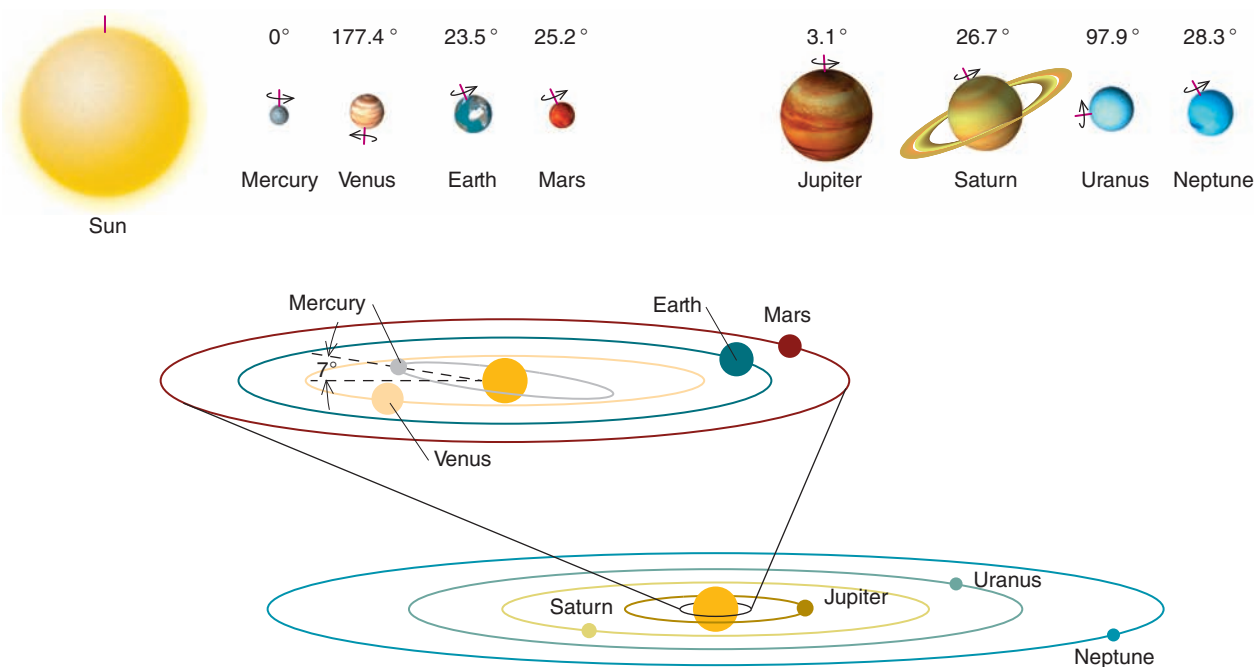 0° 177.4° 23.5° 25.2° 3.1° 26.7° 97.9° 28.3°
Mercury Venus Earth Mars Jupiter Saturn Uranus Neptune
Sun
Mercury
Earth
Mars
7°
Venus
Uranus
Saturn
Jupiter
Neptune